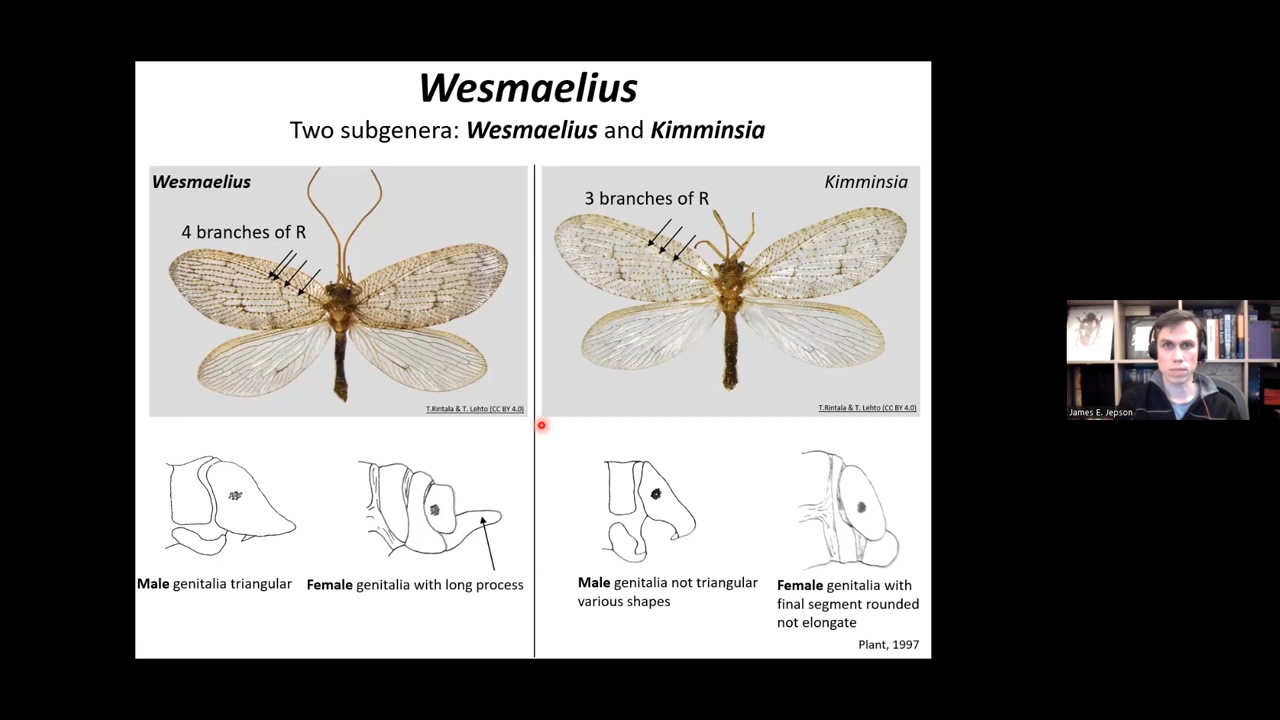 Wesmaelius
Two subgenera: Wesmaelius and Kimminsia
Wesmaelius
4 branches of R
T.Rintala & T. Lehto (CC BY 4.0)
3 branches of R
Kimminsia
T.Rintala & T. Lehto (CC BY 4.0)
Male genitalia triangular
Female genitalia with long process
Male genitalia not triangular
various shapes
Female genitalia with
final segment rounded
not elongate
Plant, 1997
James E. Jepson